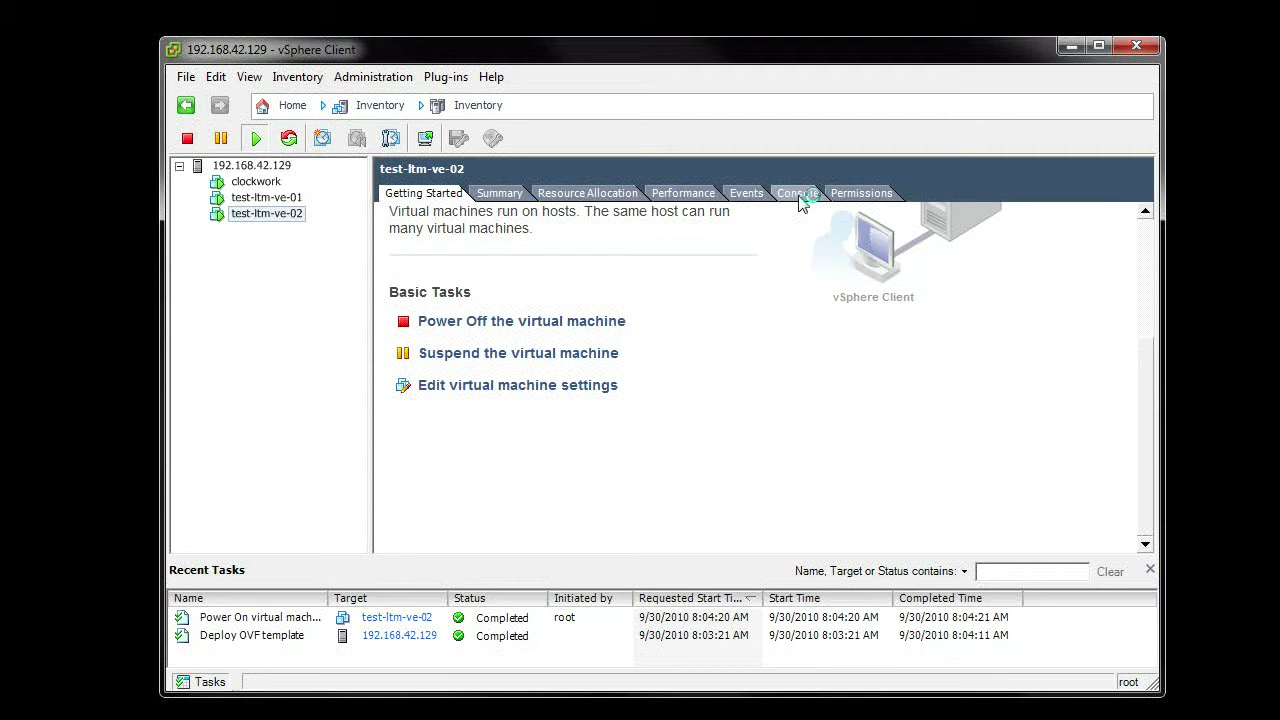 192.168.42.129 - vSphere Client
File Edit View Inventory Administration Plug-ins Help
Home Inventory Inventory
192.168.42.129
clockwork
test-ltm-ve-01
test-ltm-ve-02
test-ltm-ve-02
Getting Started Summary Resource Allocation Performance Events Console Permissions
Virtual machines run on hosts. The same host can run
many virtual machines.
vSphere Client
Basic Tasks
Power Off the virtual machine
Suspend the virtual machine
Edit virtual machine settings
Recent Tasks
Name, Target or Status contains: Clear
Name Target Status Initiated by Requested Start Ti... Start Time Completed Time
Power On virtual mach... test-ltm-ve-02 Completed root 9/30/2010 8:04:20 AM 9/30/2010 8:04:20 AM 9/30/2010 8:04:21 AM
Deploy OVF template 192.168.42.129 Completed 9/30/2010 8:03:21 AM 9/30/2010 8:03:21 AM 9/30/2010 8:04:11 AM
Tasks root